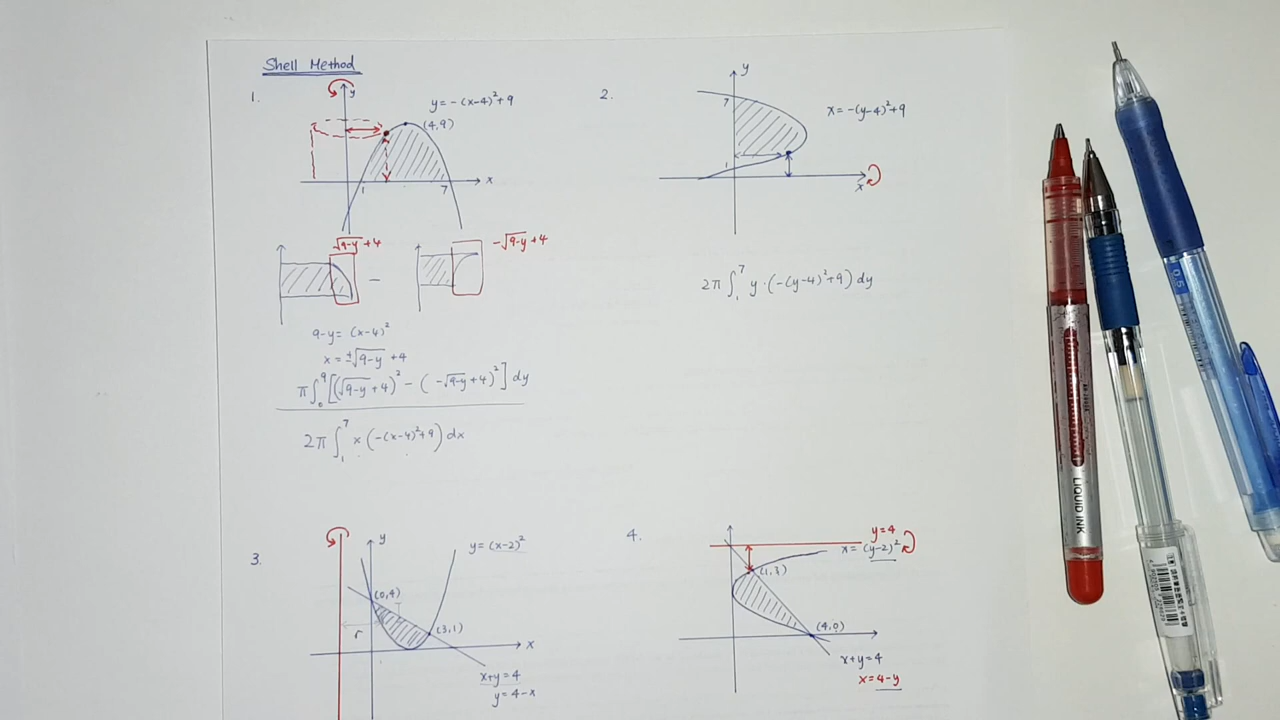 Shell Method
1.
y
y = -(x-4)²+9
(4,9)
1
7
x
√9-y +4
-
-√9-y +4
9-y = (x-4)²
x = ±√9-y +4
π∫₀⁹[(√9-y +4)² - (-√9-y +4)²] dy
2π∫₁⁷ x (-(x-4)²+9) dx
2.
y
7
x = -(y-4)²+9
1
x
2π∫₁⁷ y·(-(y-4)²+9) dy
3.
y
y = (x-2)²
(0,4)
r
(3,1)
x
x+y=4
y=4-x
4.
y=4
x = (y-2)²
(1,3)
(4,0)
x+y=4
x=4-y
LIQUID INK
0.5